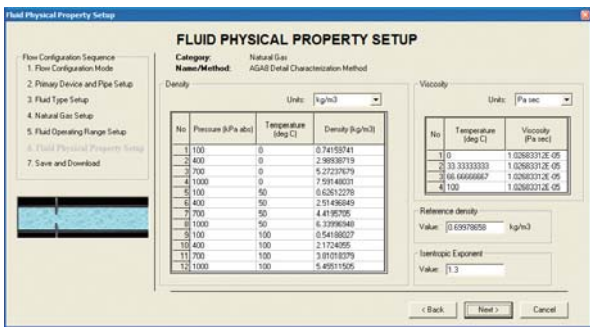 Fluid Physical Property Setup
FLUID PHYSICAL PROPERTY SETUP
Flow Configuration Sequence
1. Flow Configuration Mode
2. Primary Device and Pipe Setup
3. Fluid Type Setup
4. Natural Gas Setup
5. Fluid Operating Range Setup
6. Fluid Physical Property Setup
7. Save and Download
Category: Natural Gas
Name/Method: AGA8 Detail Characterization Method
Density
Units: kg/m3
No Pressure (kPa abs) Temperature (deg C) Density (kg/m3)
1 100 0 0.74159741
2 400 0 2.98938719
3 700 0 5.27237679
4 1000 0 7.59148031
5 100 50 0.62612278
6 400 50 2.51496849
7 700 50 4.4195705
8 1000 50 6.33996948
9 100 100 0.54188027
10 400 100 2.1724055
11 700 100 3.81018379
12 1000 100 5.45511505
Viscosity
Units: Pa sec
No Temperature (deg C) Viscosity (Pa sec)
1 0 1.02683312E-05
2 33.33333333 1.02683312E-05
3 66.66666667 1.02683312E-05
4 100 1.02683312E-05
Reference density
Value: 0.69978658 kg/m3
Isentropic Exponent
Value: 1.3
< Back Next > Cancel